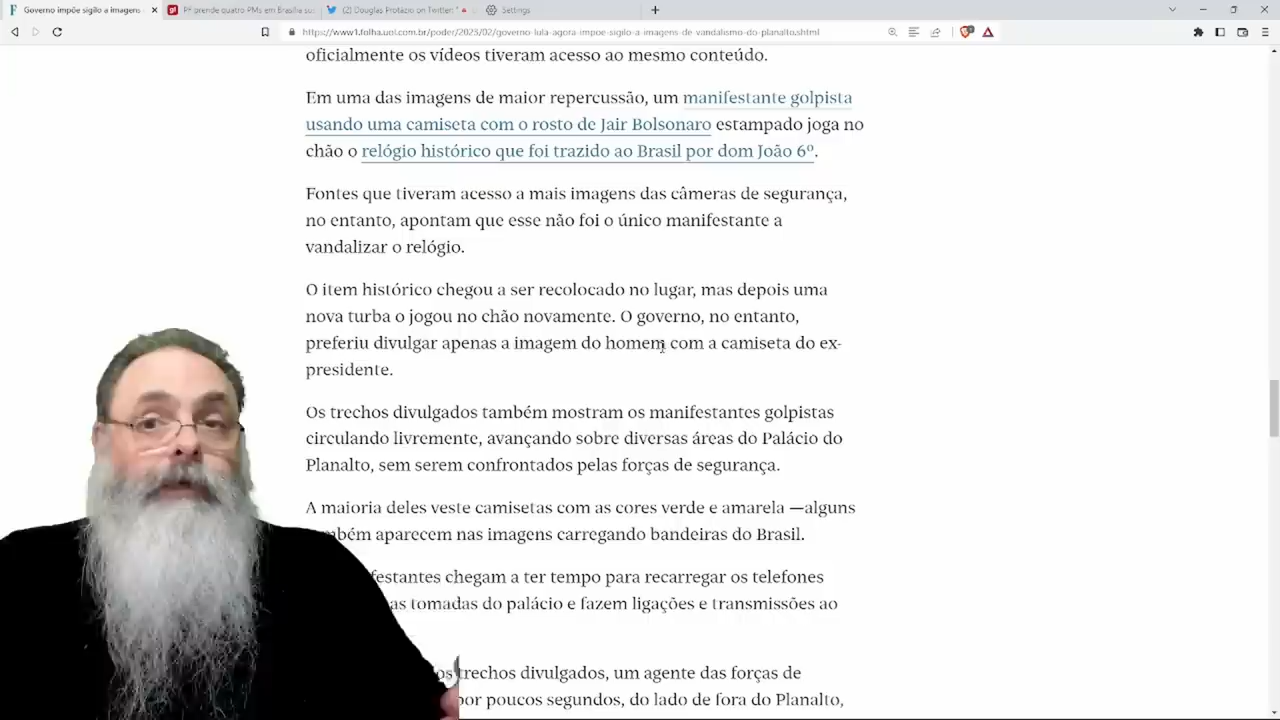 Governo impõe sigilo a imagens
PF prende quatro PMs em Brasília
(2) Douglas Protázio on Twitter: "
Settings
https://www1.folha.uol.com.br/poder/2023/02/governo-lula-agora-impoe-sigilo-a-imagens-de-vandalismo-do-planalto.shtml
oficialmente os vídeos tiveram acesso ao mesmo conteúdo.
Em uma das imagens de maior repercussão, um manifestante golpista
usando uma camiseta com o rosto de Jair Bolsonaro estampado joga no
chão o relógio histórico que foi trazido ao Brasil por dom João 6º.
Fontes que tiveram acesso a mais imagens das câmeras de segurança,
no entanto, apontam que esse não foi o único manifestante a
vandalizar o relógio.
O item histórico chegou a ser recolocado no lugar, mas depois uma
nova turba o jogou no chão novamente. O governo, no entanto,
preferiu divulgar apenas a imagem do homem com a camiseta do ex-
presidente.
Os trechos divulgados também mostram os manifestantes golpistas
circulando livremente, avançando sobre diversas áreas do Palácio do
Planalto, sem serem confrontados pelas forças de segurança.
A maioria deles veste camisetas com as cores verde e amarela —alguns
também aparecem nas imagens carregando bandeiras do Brasil.
festantes chegam a ter tempo para recarregar os telefones
as tomadas do palácio e fazem ligações e transmissões ao
os trechos divulgados, um agente das forças de
por poucos segundos, do lado de fora do Planalto,